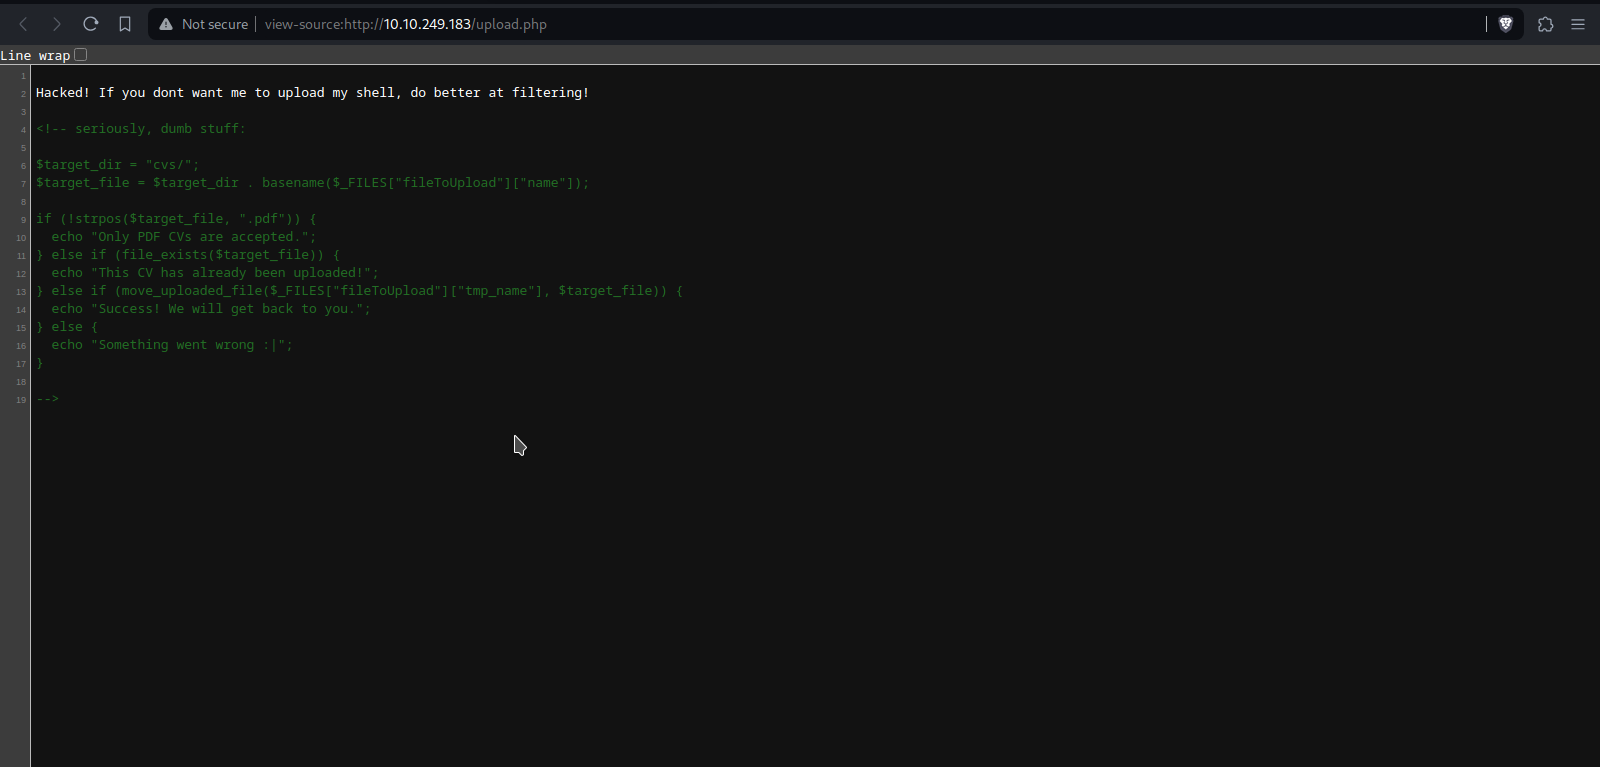 Not secure view-source:http://10.10.249.183/upload.php
Line wrap
1
2 Hacked! If you dont want me to upload my shell, do better at filtering!
3
4 <!-- seriously, dumb stuff:
5
6 $target_dir = "cvs/";
7 $target_file = $target_dir . basename($_FILES["fileToUpload"]["name"]);
8
9 if (!strpos($target_file, ".pdf")) {
10   echo "Only PDF CVs are accepted.";
11 } else if (file_exists($target_file)) {
12   echo "This CV has already been uploaded!";
13 } else if (move_uploaded_file($_FILES["fileToUpload"]["tmp_name"], $target_file)) {
14   echo "Success! We will get back to you.";
15 } else {
16   echo "Something went wrong :|";
17 }
18
19 -->